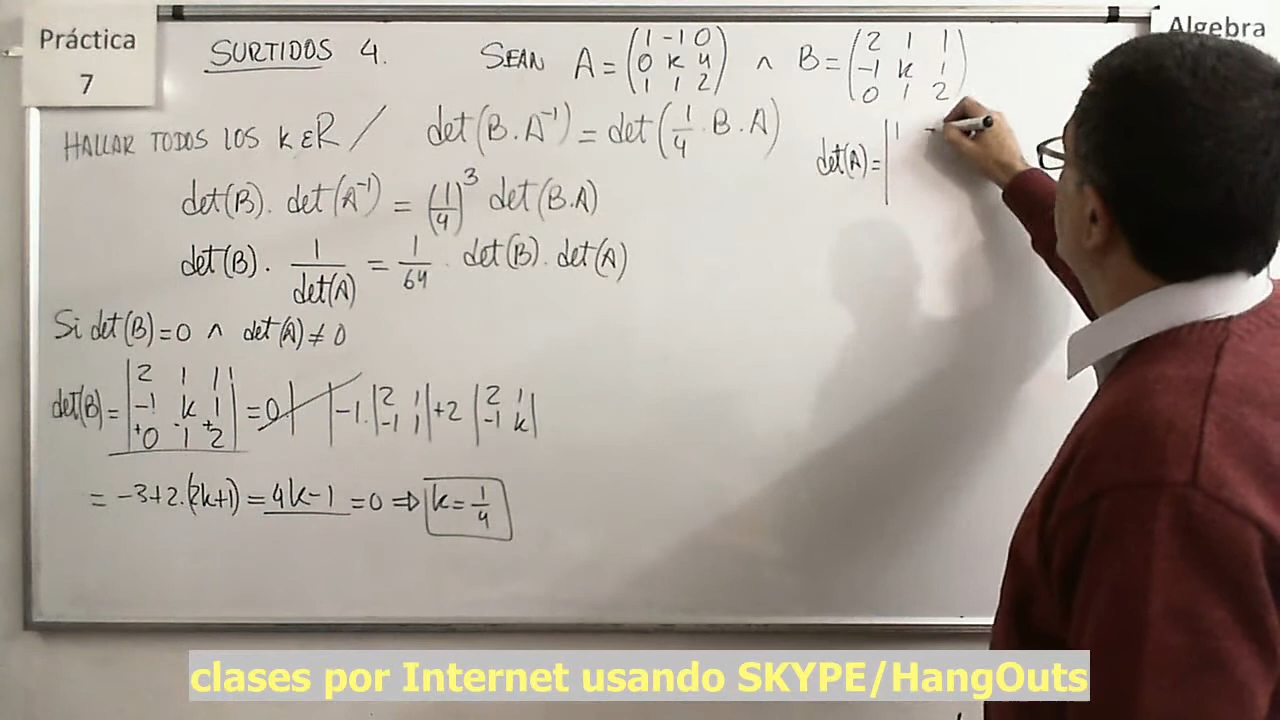 Práctica
7
Algebra
SURTIDOS 4. SEAN A = (1 -1 0 / 0 k 4 / 1 1 2) ∧ B = (2 1 1 / -1 k 1 / 0 1 2)
HALLAR TODOS LOS K ∈ R / det(B.A⁻¹) = det(1/4 . B . A)
det(B). det(A⁻¹) = (1/4)³ det(B.A)
det(B). 1/det(A) = 1/64 . det(B). det(A)
Si det(B)=0 ∧ det(A)≠0
det(B) = |2 1 1 / -1 k 1 / +0 -1 +2| = 0| | -1.|2 1 / -1 1| +2 |2 1 / -1 k|
= -3+2.(2k+1) = 4k-1 = 0 ⇒ k = 1/4
det(A) = |1 -
clases por Internet usando SKYPE/HangOuts